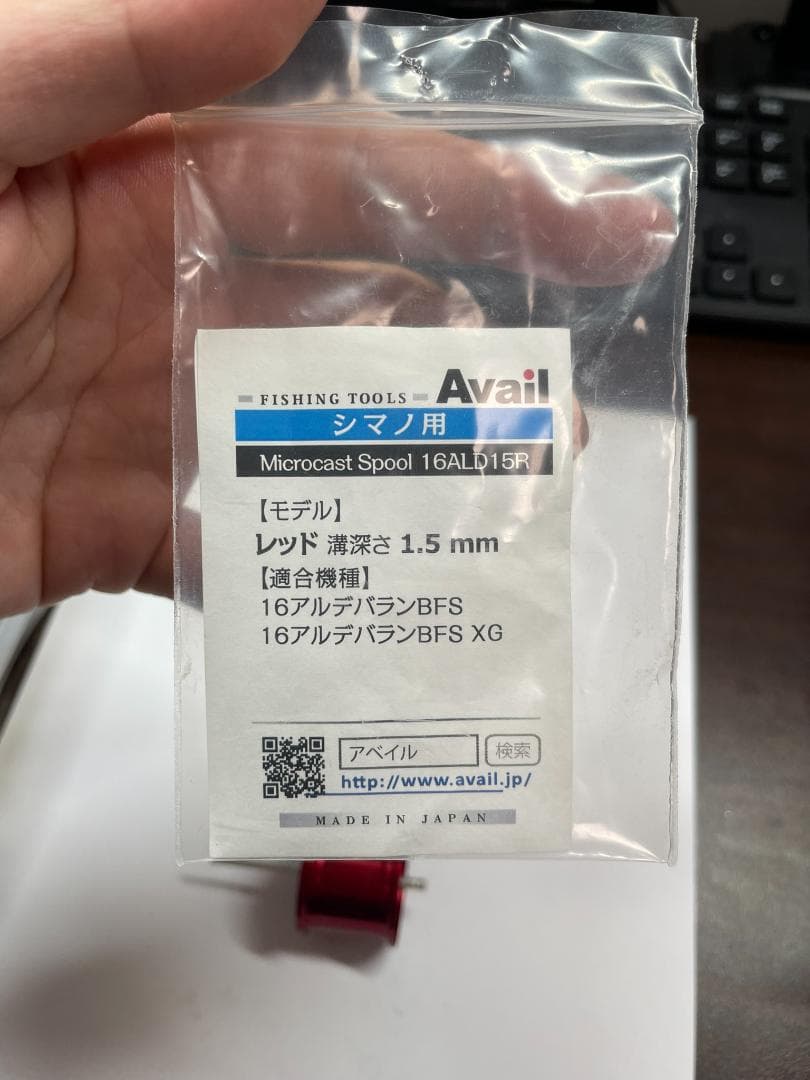 FISHING TOOLS Avail
シマノ用
Microcast Spool 16ALD15R
【モデル】
レッド 溝深さ 1.5 mm
【適合機種】
16アルデバランBFS
16アルデバランBFS XG
アベイル 検索
http://www.avail.jp/
MADE IN JAPAN